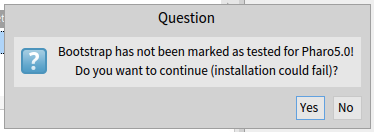 Question
Bootstrap has not been marked as tested for Pharo5.0!
Do you want to continue (installation could fail)?
Yes No